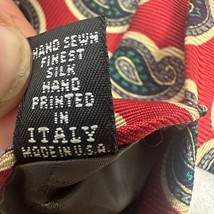 HAND SEWN
FINEST
SILK
HAND
PRINTED
IN
ITALY
MADE IN U.S.A.